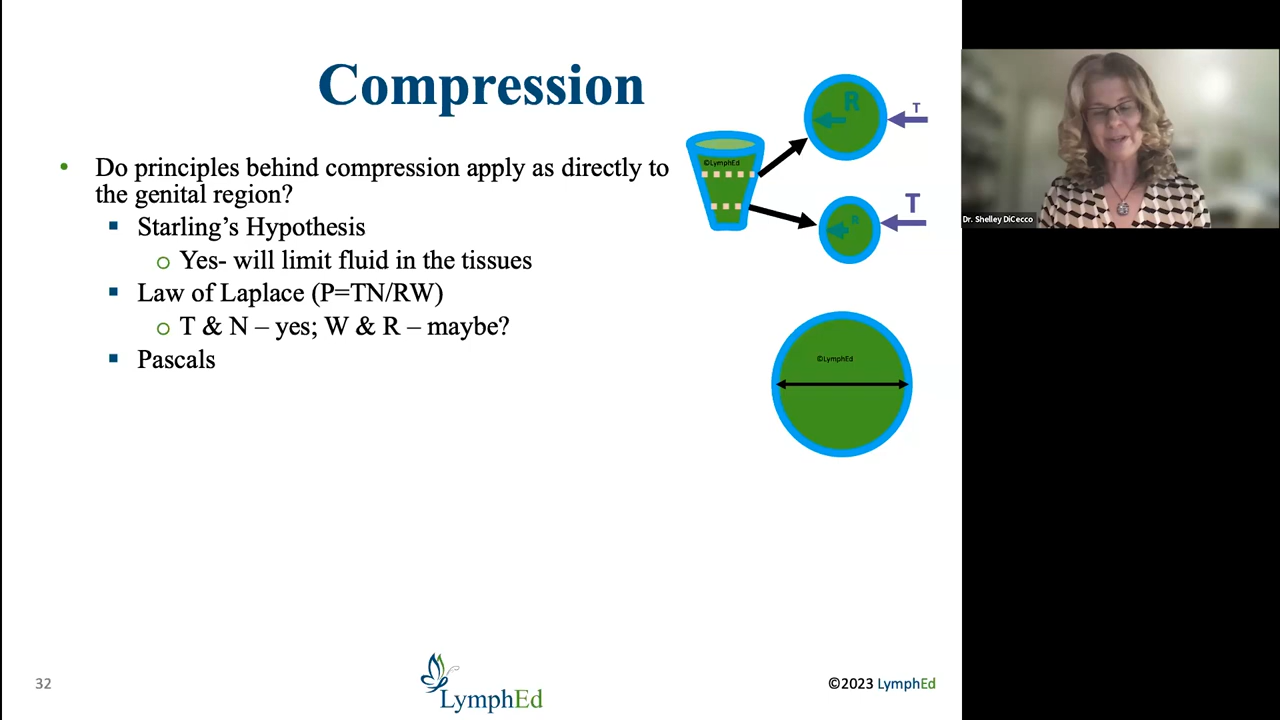 Compression
Do principles behind compression apply as directly to
the genital region?
Starling's Hypothesis
Yes- will limit fluid in the tissues
Law of Laplace (P=TN/RW)
T & N – yes; W & R – maybe?
Pascals
©LymphEd
R
T
R
T
©LymphEd
Dr. Shelley DiCecco
32
LymphEd
©2023 LymphEd